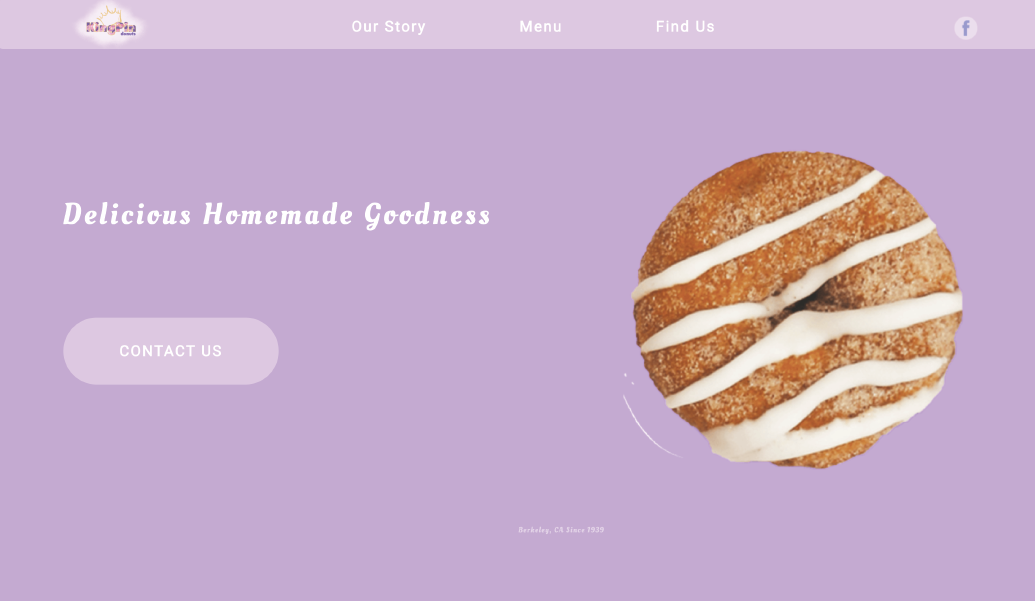 KingPin
donuts
Our Story
Menu
Find Us
f
Delicious Homemade Goodness
CONTACT US
Berkeley, CA Since 1939